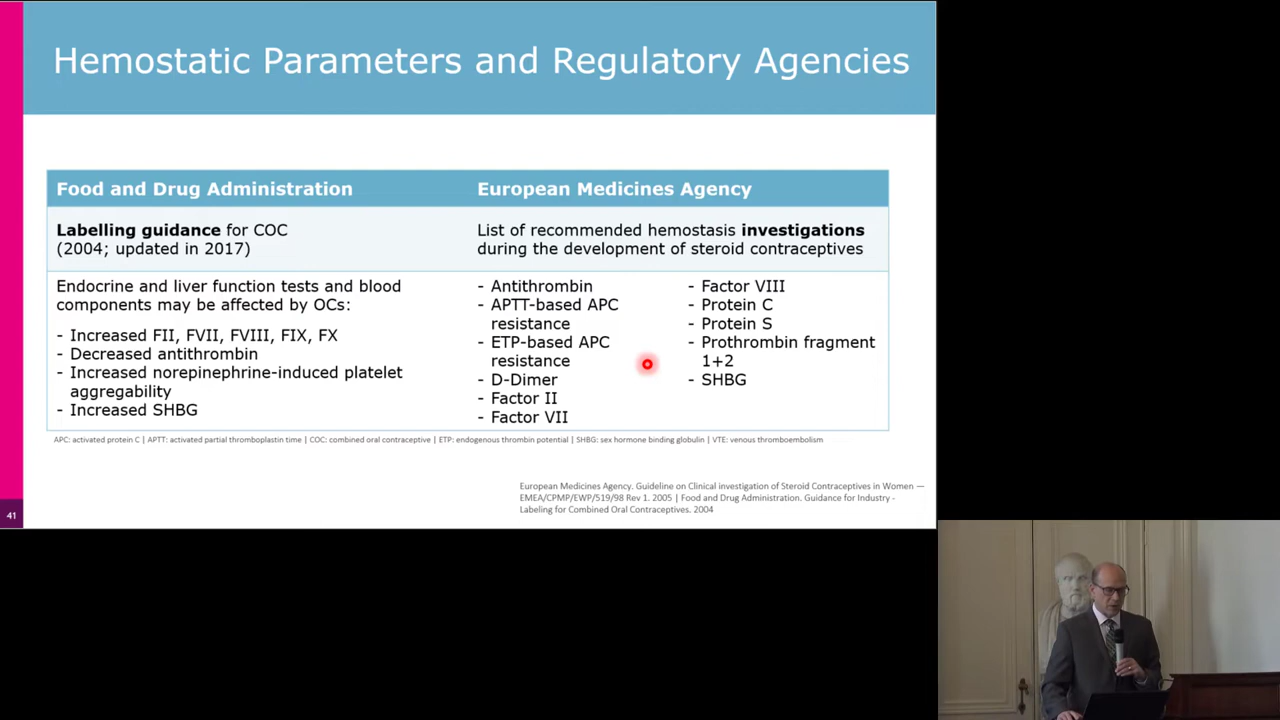 Hemostatic Parameters and Regulatory Agencies
Food and Drug Administration
European Medicines Agency
Labelling guidance for COC
(2004; updated in 2017)
List of recommended hemostasis investigations
during the development of steroid contraceptives
Endocrine and liver function tests and blood
components may be affected by OCs:
- Increased FII, FVII, FVIII, FIX, FX
- Decreased antithrombin
- Increased norepinephrine-induced platelet
aggregability
- Increased SHBG
- Antithrombin
- APTT-based APC
resistance
- ETP-based APC
resistance
- D-Dimer
- Factor II
- Factor VII
- Factor VIII
- Protein C
- Protein S
- Prothrombin fragment
1+2
- SHBG
APC: activated protein C | APTT: activated partial thromboplastin time | COC: combined oral contraceptive | ETP: endogenous thrombin potential | SHBG: sex hormone binding globulin | VTE: venous thromboembolism
European Medicines Agency. Guideline on Clinical investigation of Steroid Contraceptives in Women —
EMEA/CPMP/EWP/519/98 Rev 1. 2005 | Food and Drug Administration. Guidance for Industry -
Labeling for Combined Oral Contraceptives. 2004
41